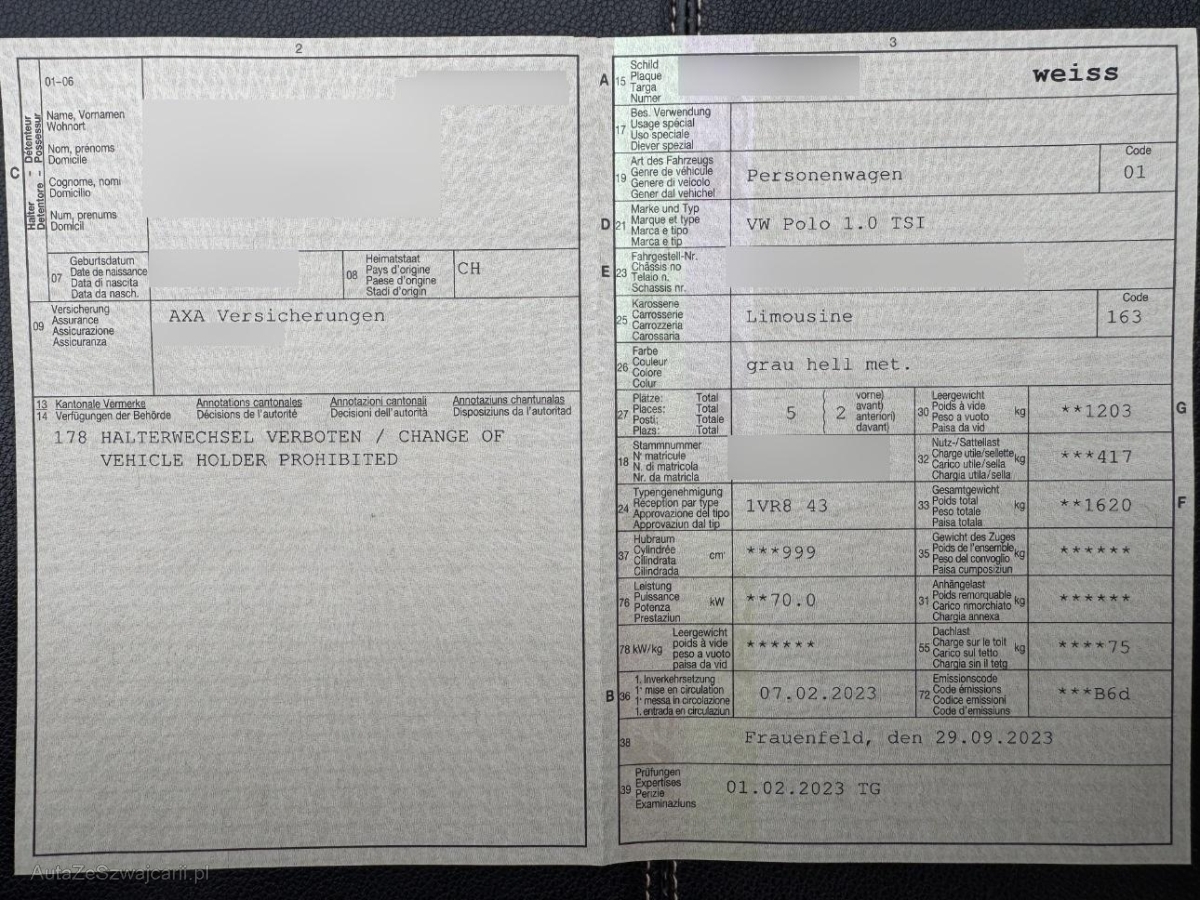 2
01-06
C
Halter - Détenteur
Detentore - Possessur
Name, Vornamen
Wohnort
Nom, prénoms
Domicile
Cognome, nomi
Domicilio
Num, prenums
Domicil
07
Geburtsdatum
Date de naissance
Data di nascita
Data da nasch.
08
Heimatstaat
Pays d'origine
Paese d'origine
Stadi d'origin
CH
09
Versicherung
Assurance
Assicurazione
Assicuranza
AXA Versicherungen
13 Kantonale Vermerke Annotations cantonales Annotazioni cantonali Annotaziuns chantunalas
14 Verfügungen der Behörde Décisions de l'autorité Decisioni dell'autorità Disposiziuns da l'autoritad
178 HALTERWECHSEL VERBOTEN / CHANGE OF
VEHICLE HOLDER PROHIBITED
AutaZeSzwajcarii.pl
3
A 15
Schild
Plaque
Targa
Numer
weiss
17
Bes. Verwendung
Usage spécial
Uso speciale
Diever spezial
19
Art des Fahrzeugs
Genre de véhicule
Genere di veicolo
Gener dal vehichel
Personenwagen
Code
01
D 21
Marke und Typ
Marque et type
Marca e tipo
Marca e tip
VW Polo 1.0 TSI
E 23
Fahrgestell-Nr.
Châssis no
Telaio n.
Schassis nr.
25
Karosserie
Carrosserie
Carrozzeria
Carossaria
Limousine
Code
163
26
Farbe
Couleur
Colore
Colur
grau hell met.
27
Plätze: Total
Places: Total
Posti: Totale
Plazs: Total
5
2
vorne)
avant)
anteriori)
davant)
30
Leergewicht
Poids à vide
Peso a vuoto
Paisa da vid
kg
**1203
G
18
Stammnummer
N° matricule
N. di matricola
Nr. da matricla
32
Nutz-/Sattellast
Charge utile/sellette
Carico utile/sella
Chargia utila/sella
kg
***417
24
Typengenehmigung
Réception par type
Approvazione del tipo
Approvaziun dal tip
1VR8 43
33
Gesamtgewicht
Poids total
Peso totale
Paisa totala
kg
**1620
F
37
Hubraum
Cylindrée
Cilindrata
Cilindrada
cm³
***999
35
Gewicht des Zuges
Poids de l'ensemble
Peso del convoglio
Paisa cumposiziun
kg
******
76
Leistung
Puissance
Potenza
Prestaziun
kW
**70.0
31
Anhängelast
Poids remorquable
Carico rimorchiato
Chargia annexa
kg
******
78 kW/kg
Leergewicht
poids à vide
peso a vuoto
paisa da vid
******
55
Dachlast
Charge sur le toit
Carico sul tetto
Chargia sin il tetg
kg
****75
B 36
1. Inverkehrsetzung
1ʳᵉ mise en circulation
1ª messa in circolazione
1. entrada en circulaziun
07.02.2023
72
Emissionscode
Code émissions
Codice emissioni
Code d'emissiuns
***B6d
38
Frauenfeld, den 29.09.2023
39
Prüfungen
Expertises
Perizie
Examinaziuns
01.02.2023 TG